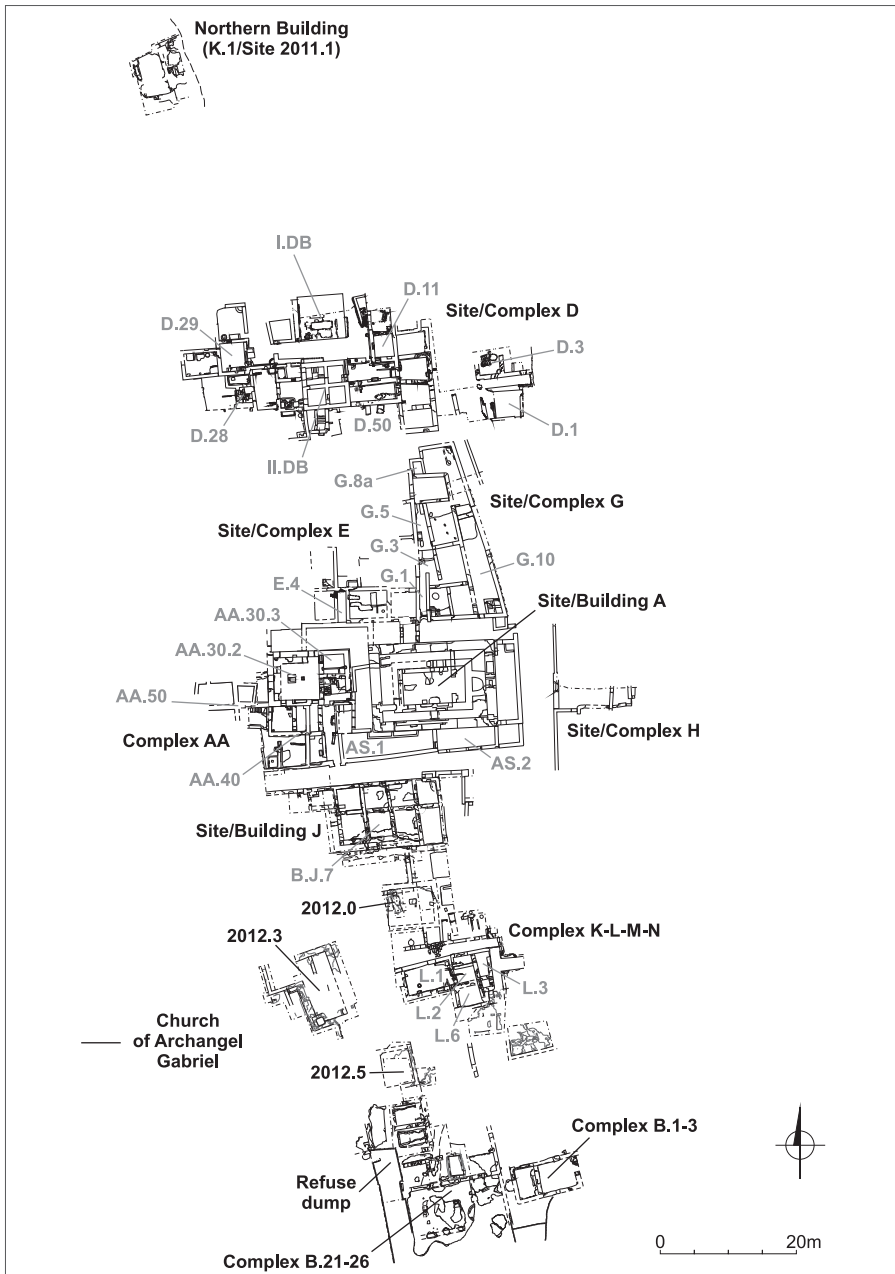 Northern Building
(K.1/Site 2011.1)
I.DB
D.11
Site/Complex D
D.29
D.3
D.28
D.50
D.1
II.DB
G.8a
Site/Complex G
G.5
Site/Complex E
G.3
G.10
E.4
G.1
Site/Building A
AA.30.3
AA.30.2
AA.50
Complex AA
Site/Complex H
AS.1
AS.2
AA.40
Site/Building J
B.J.7
2012.0
Complex K-L-M-N
2012.3
L.1
L.3
L.2
L.6
Church
of Archangel
Gabriel
2012.5
Complex B.1-3
Refuse
dump
Complex B.21-26
0 20m